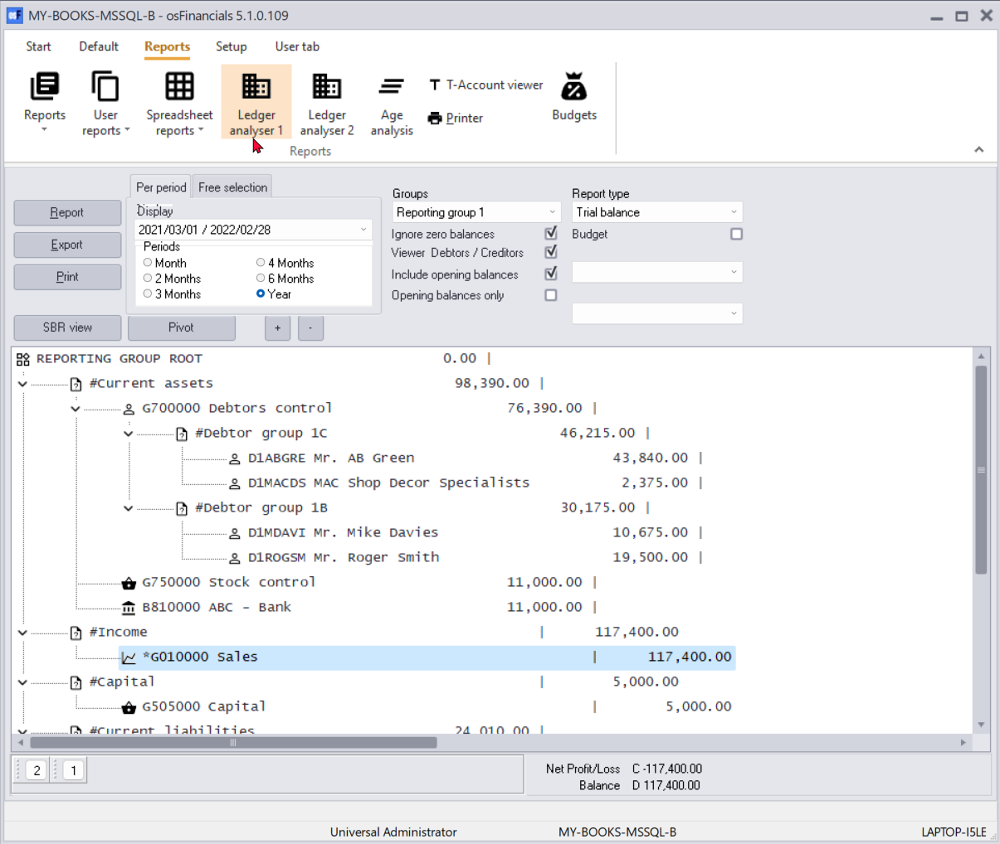 MY-BOOKS-MSSQL-B - osFinancials 5.1.0.109
Start Default Reports Setup User tab
Reports
User reports
Spreadsheet reports
Ledger analyser 1
Ledger analyser 2
Age analysis
T-Account viewer
Printer
Budgets
Reports
Report
Export
Print
Per period Free selection
Display
2021/03/01 / 2022/02/28
Periods
Month 4 Months
2 Months 6 Months
3 Months Year
Groups
Reporting group 1
Ignore zero balances
Viewer Debtors / Creditors
Include opening balances
Opening balances only
Report type
Trial balance
Budget
SBR view Pivot + -
REPORTING GROUP ROOT 0.00 |
#Current assets 98,390.00 |
G700000 Debtors control 76,390.00 |
#Debtor group 1C 46,215.00 |
D1ABGRE Mr. AB Green 43,840.00 |
D1MACDS MAC Shop Decor Specialists 2,375.00 |
#Debtor group 1B 30,175.00 |
D1MDAVI Mr. Mike Davies 10,675.00 |
D1ROGSM Mr. Roger Smith 19,500.00 |
G750000 Stock control 11,000.00 |
B810000 ABC – Bank 11,000.00 |
#Income | 117,400.00
*G010000 Sales | 117,400.00
#Capital | 5,000.00
G505000 Capital | 5,000.00
#Current liabilities 24,010.00 |
2 1
Net Profit/Loss C -117,400.00
Balance D 117,400.00
Universal Administrator MY-BOOKS-MSSQL-B LAPTOP-I5LE